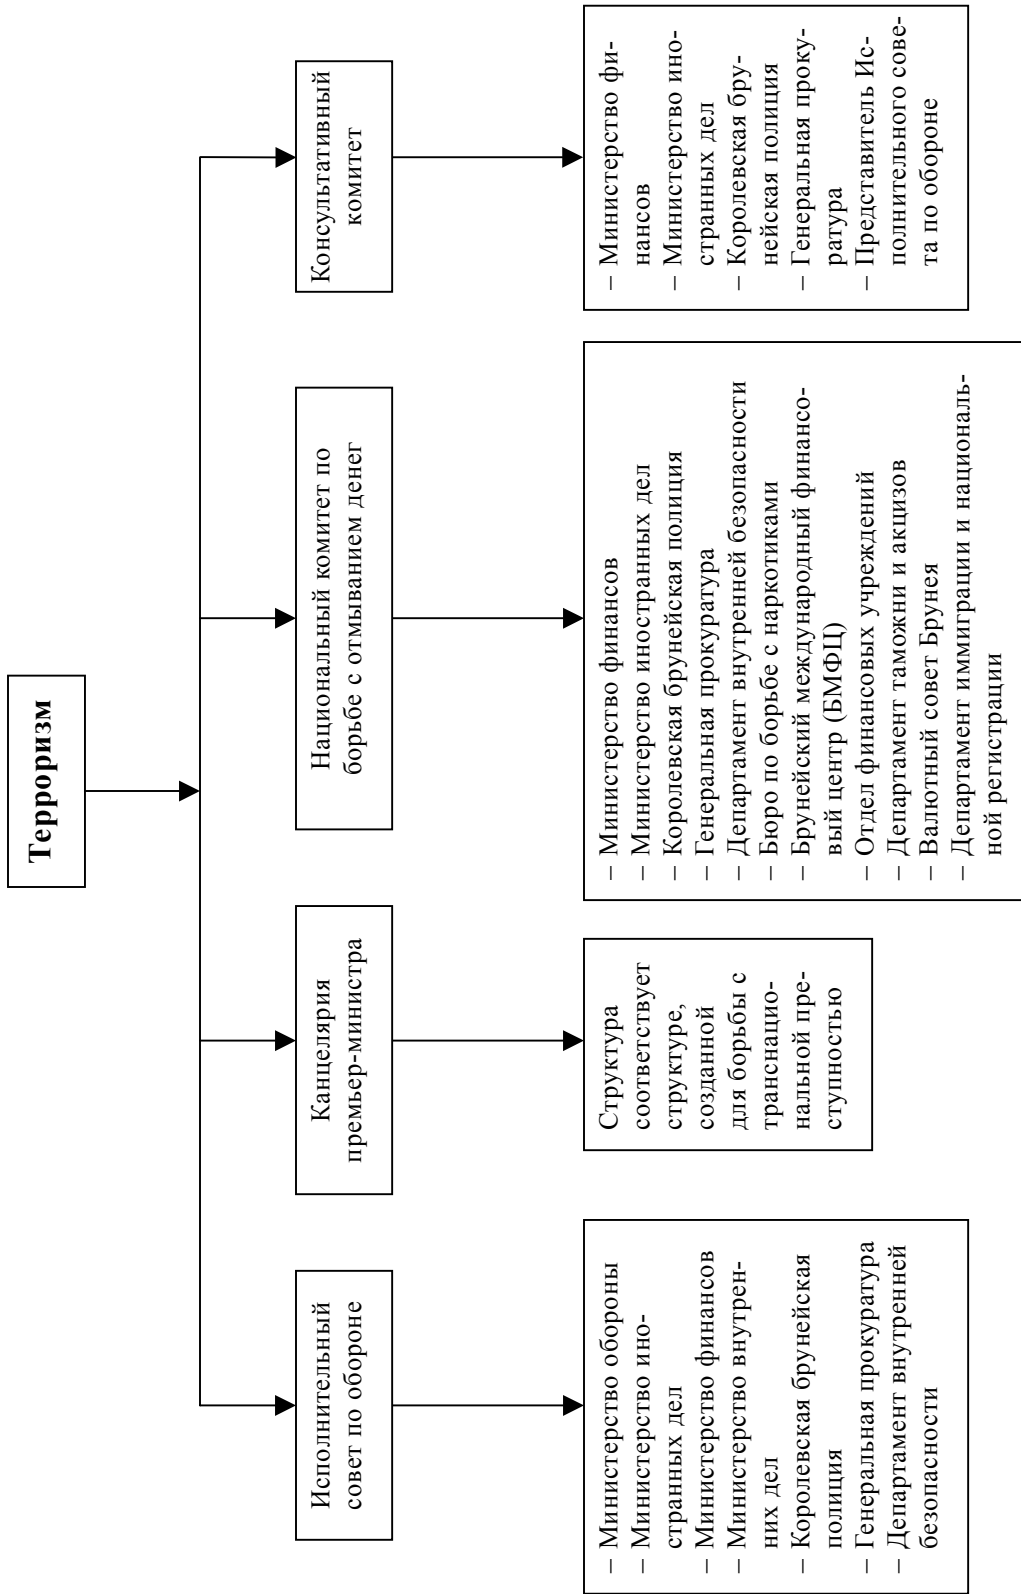 Терроризм
Исполнительный
совет по обороне
Канцелярия
премьер-министра
Национальный комитет по
борьбе с отмыванием денег
Консультативный
комитет
– Министерство обороны
– Министерство ино-
странных дел
– Министерство финансов
– Министерство внутрен-
них дел
– Королевская брунейская
полиция
– Генеральная прокуратура
– Департамент внутренней
безопасности
Структура
соответствует
структуре,
созданной
для борьбы с
транснацио-
нальной пре-
ступностью
– Министерство финансов
– Министерство иностранных дел
– Королевская брунейская полиция
– Генеральная прокуратура
– Департамент внутренней безопасности
– Бюро по борьбе с наркотиками
– Брунейский международный финансо-
вый центр (БМФЦ)
– Отдел финансовых учреждений
– Департамент таможни и акцизов
– Валютный совет Брунея
– Департамент иммиграции и националь-
ной регистрации
– Министерство фи-
нансов
– Министерство ино-
странных дел
– Королевская бру-
нейская полиция
– Генеральная проку-
ратура
– Представитель Ис-
полнительного сове-
та по обороне